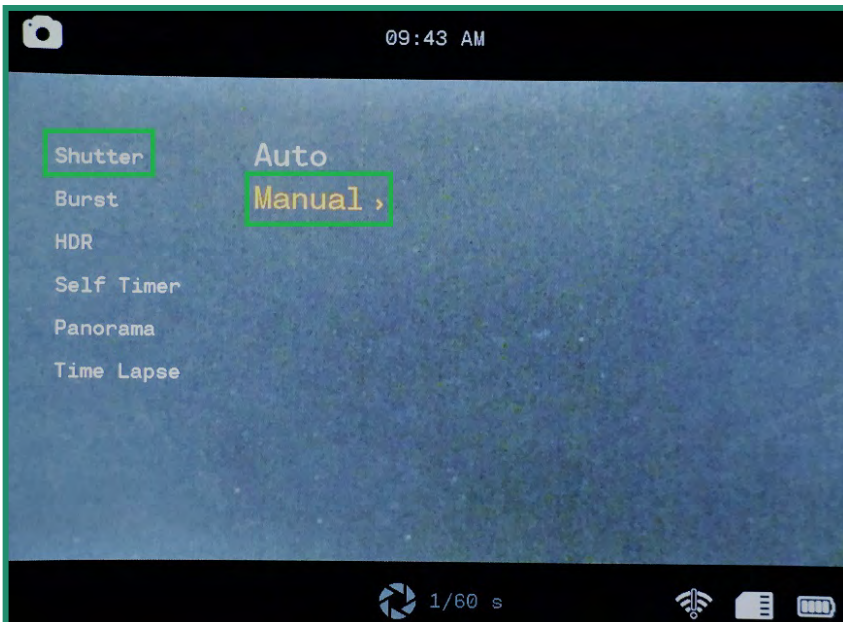 09:43 AM
Shutter
Burst
HDR
Self Timer
Panorama
Time Lapse
Auto
Manual ›
1/60 s